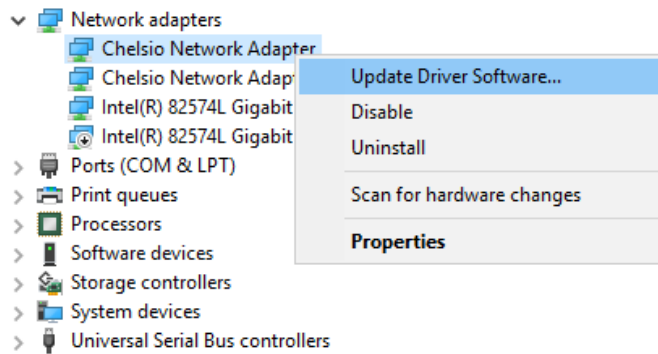 Network adapters
Chelsio Network Adapter
Chelsio Network Adap
Intel(R) 82574L Gigabit
Intel(R) 82574L Gigabit
Ports (COM & LPT)
Print queues
Processors
Software devices
Storage controllers
System devices
Universal Serial Bus controllers
Update Driver Software...
Disable
Uninstall
Scan for hardware changes
Properties